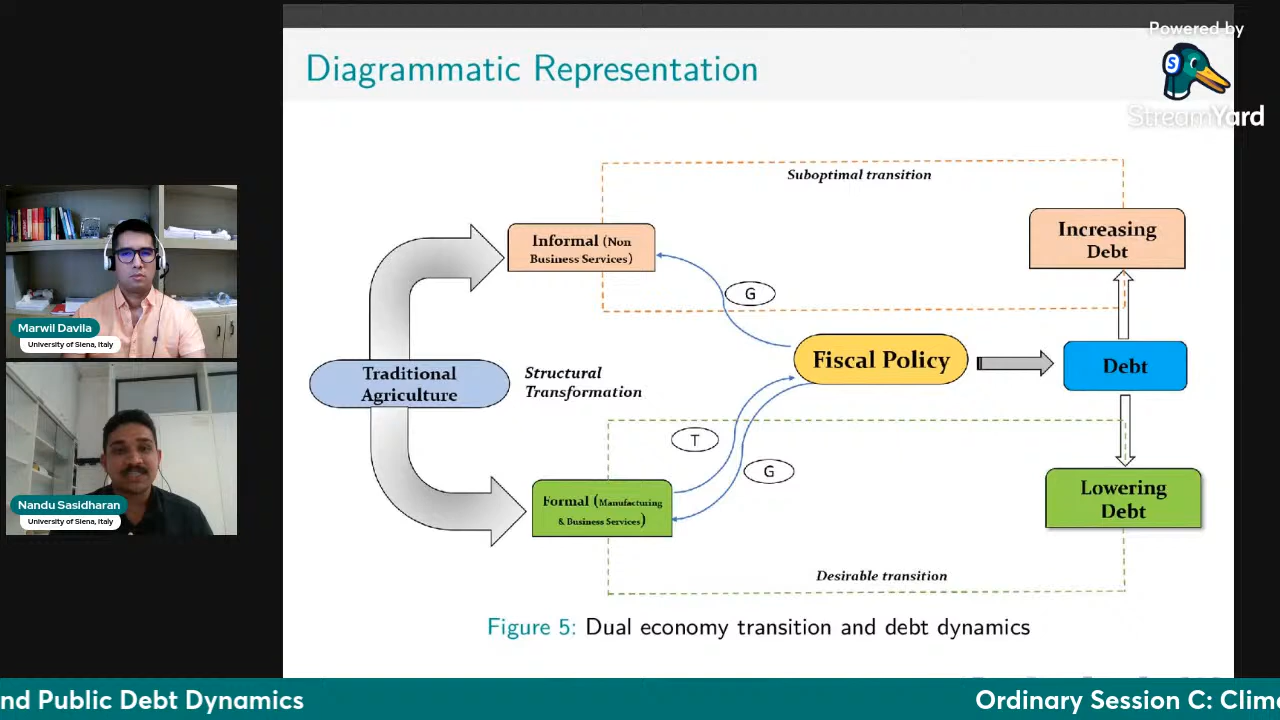 Diagrammatic Representation
Powered by
S
StreamYard
Suboptimal transition
Informal (Non
Business Services)
Increasing
Debt
G
Fiscal Policy
Debt
Traditional
Agriculture
Structural
Transformation
T
G
Formal (Manufacturing
& Business Services)
Lowering
Debt
Desirable transition
Figure 5: Dual economy transition and debt dynamics
Marwil Davila
University of Siena, Italy
Nandu Sasidharan
University of Siena, Italy
nd Public Debt Dynamics
Ordinary Session C: Clim